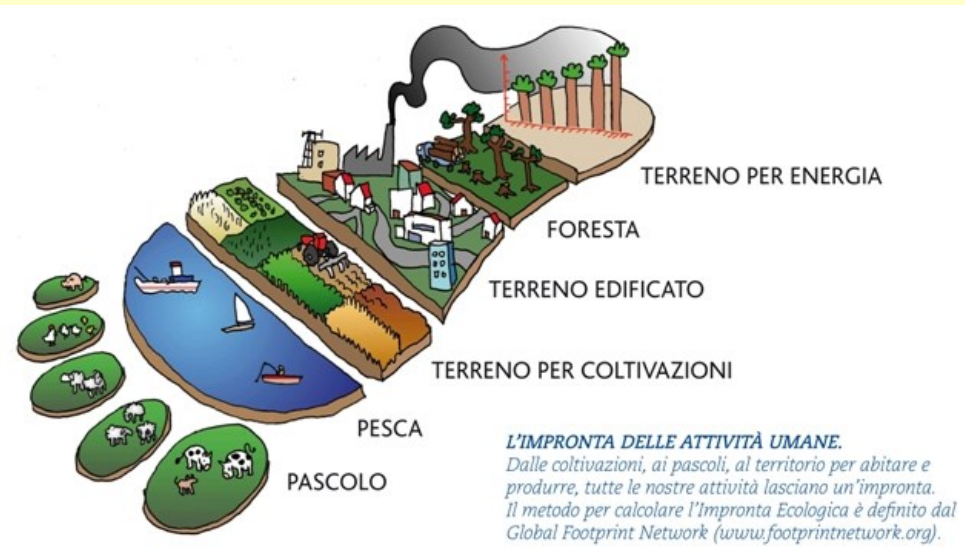 TERRENO PER ENERGIA
FORESTA
TERRENO EDIFICATO
TERRENO PER COLTIVAZIONI
PESCA
PASCOLO
L'IMPRONTA DELLE ATTIVITÀ UMANE.
Dalle coltivazioni, ai pascoli, al territorio per abitare e
produrre, tutte le nostre attività lasciano un'impronta.
Il metodo per calcolare l'Impronta Ecologica è definito dal
Global Footprint Network (www.footprintnetwork.org).